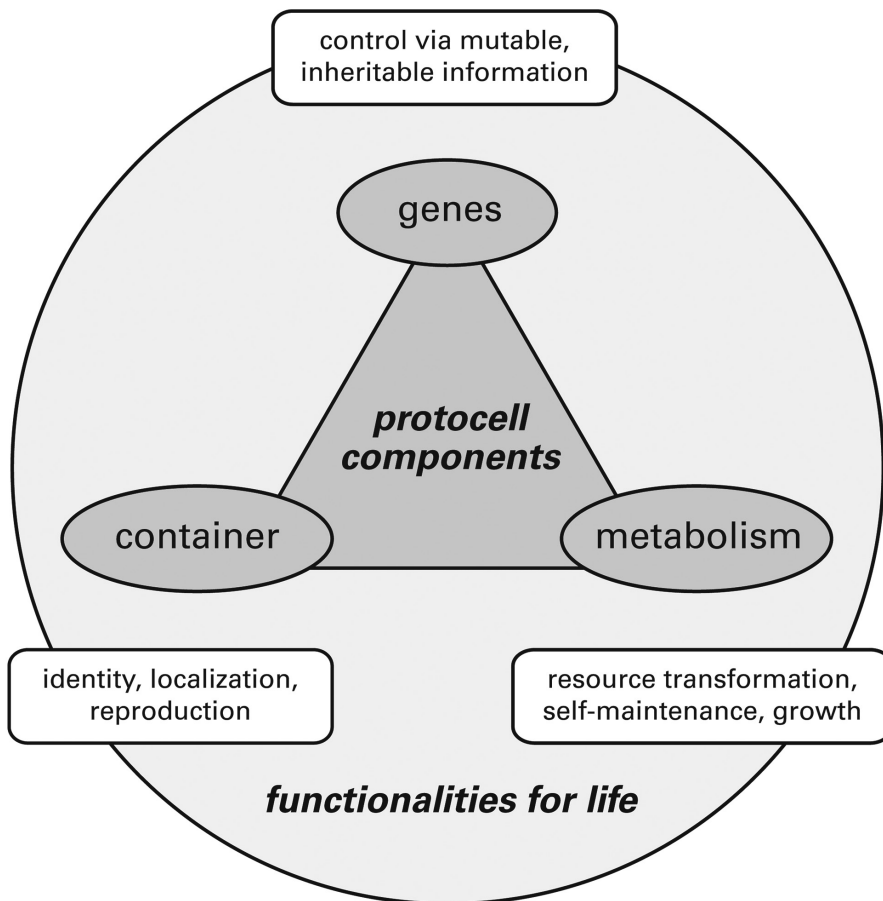 control via mutable,
inheritable information
genes
protocell
components
container
metabolism
identity, localization,
reproduction
resource transformation,
self-maintenance, growth
functionalities for life